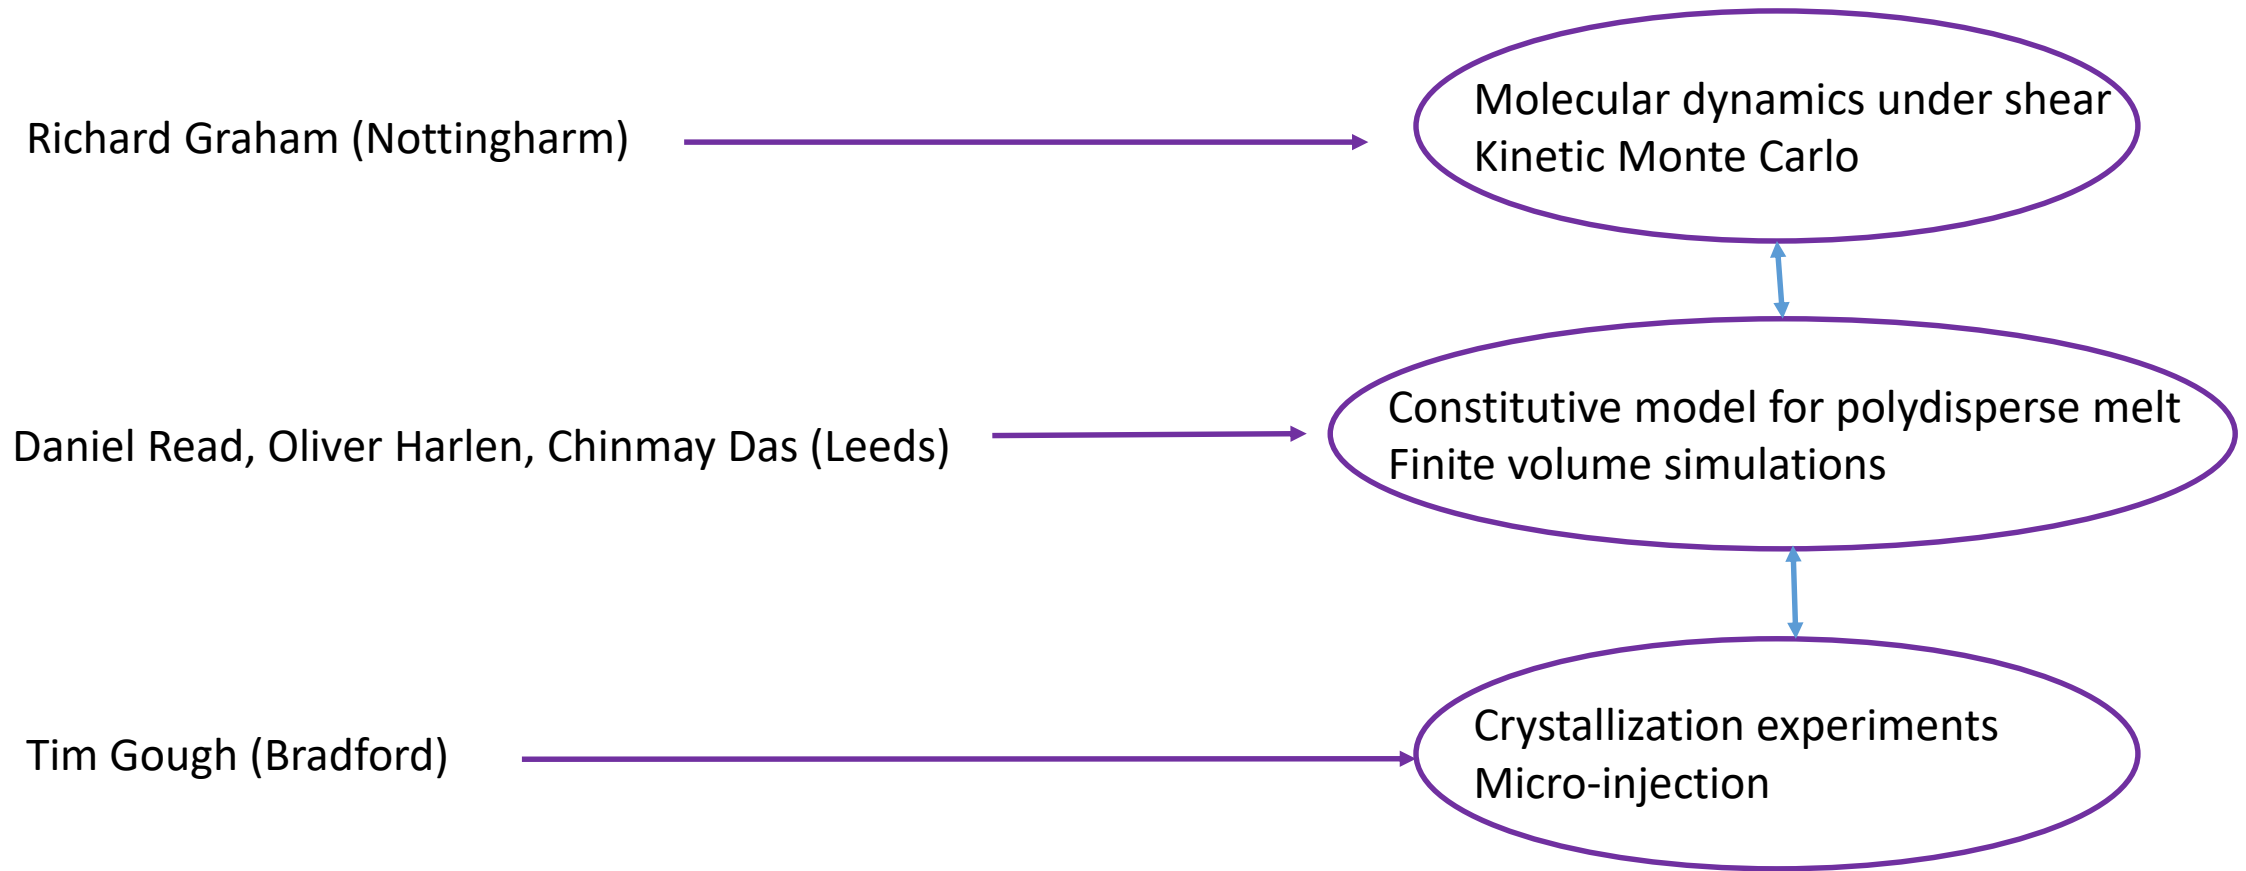 Richard Graham (Nottingharm)
Molecular dynamics under shear
Kinetic Monte Carlo
Daniel Read, Oliver Harlen, Chinmay Das (Leeds)
Constitutive model for polydisperse melt
Finite volume simulations
Tim Gough (Bradford)
Crystallization experiments
Micro-injection